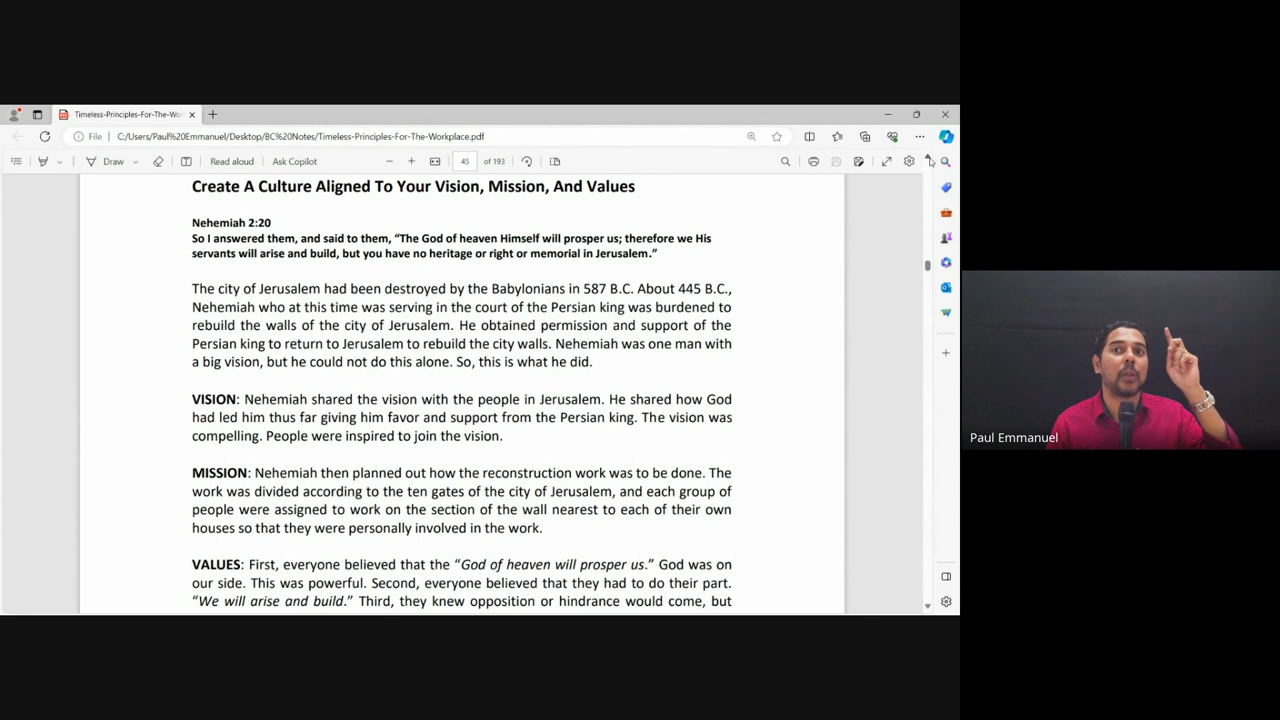 Timeless-Principles-For-The-Wor
File
C:/Users/Paul%20Emmanuel/Desktop/BC%20Notes/Timeless-Principles-For-The-Workplace.pdf
Draw
Read aloud
Ask Copilot
45 of 193
Create A Culture Aligned To Your Vision, Mission, And Values
Nehemiah 2:20
So I answered them, and said to them, “The God of heaven Himself will prosper us; therefore we His
servants will arise and build, but you have no heritage or right or memorial in Jerusalem.”
The city of Jerusalem had been destroyed by the Babylonians in 587 B.C. About 445 B.C.,
Nehemiah who at this time was serving in the court of the Persian king was burdened to
rebuild the walls of the city of Jerusalem. He obtained permission and support of the
Persian king to return to Jerusalem to rebuild the city walls. Nehemiah was one man with
a big vision, but he could not do this alone. So, this is what he did.
VISION: Nehemiah shared the vision with the people in Jerusalem. He shared how God
had led him thus far giving him favor and support from the Persian king. The vision was
compelling. People were inspired to join the vision.
MISSION: Nehemiah then planned out how the reconstruction work was to be done. The
work was divided according to the ten gates of the city of Jerusalem, and each group of
people were assigned to work on the section of the wall nearest to each of their own
houses so that they were personally involved in the work.
VALUES: First, everyone believed that the “God of heaven will prosper us.” God was on
our side. This was powerful. Second, everyone believed that they had to do their part.
“We will arise and build.” Third, they knew opposition or hindrance would come, but
Paul Emmanuel